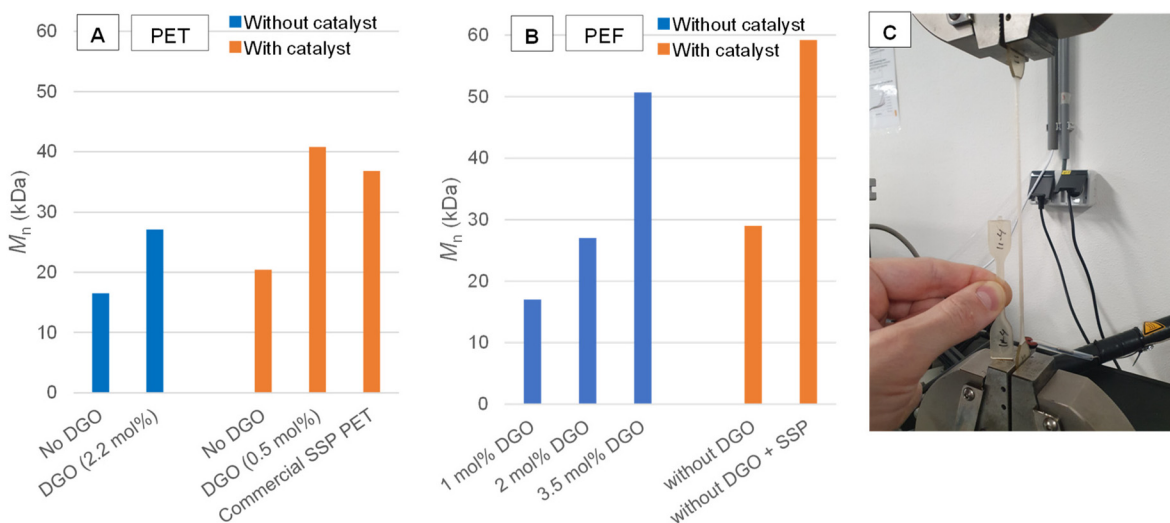 A
PET
Without catalyst
With catalyst
60
50
40
30
20
10
0
Mn (kDa)
No DGO
DGO (2.2 mol%)
No DGO
DGO (0.5 mol%)
Commercial SSP PET
B
PEF
Without catalyst
With catalyst
60
50
40
30
20
10
0
Mn (kDa)
1 mol% DGO
2 mol% DGO
3.5 mol% DGO
without DGO
without DGO + SSP
C